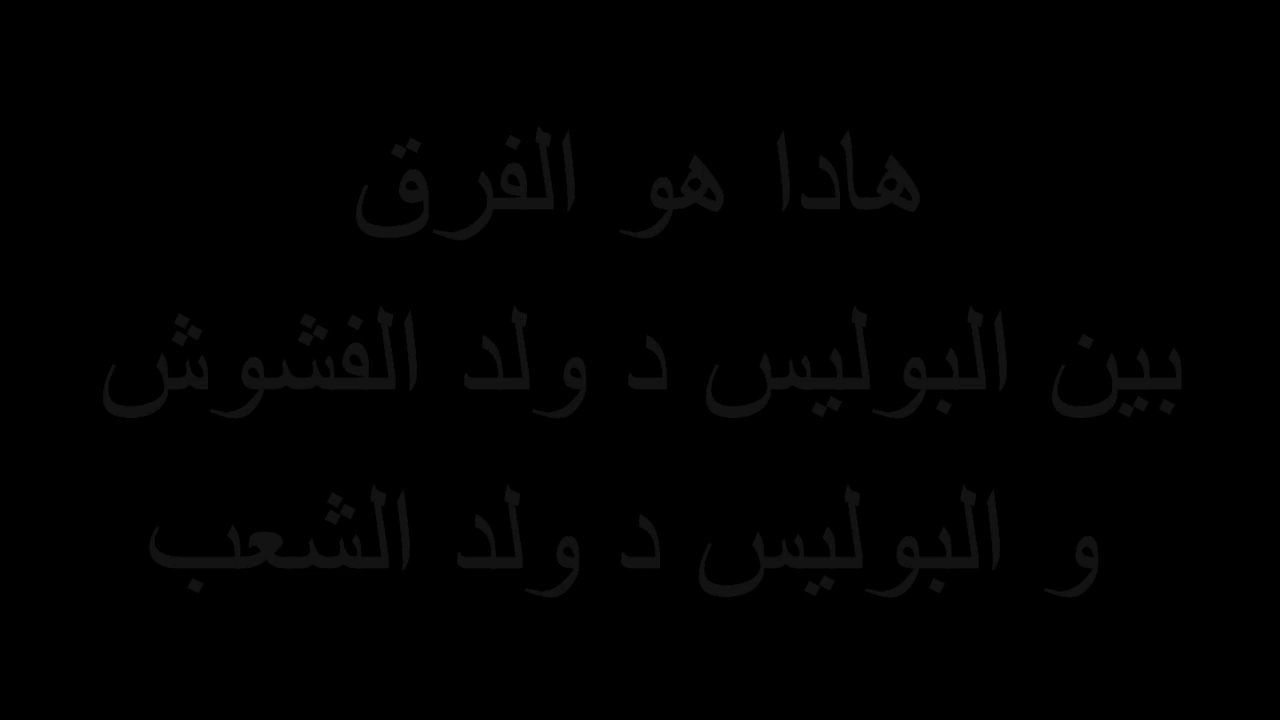 هادا هو الفرق
بين البوليس د ولد الفشوش
و البوليس د ولد الشعب